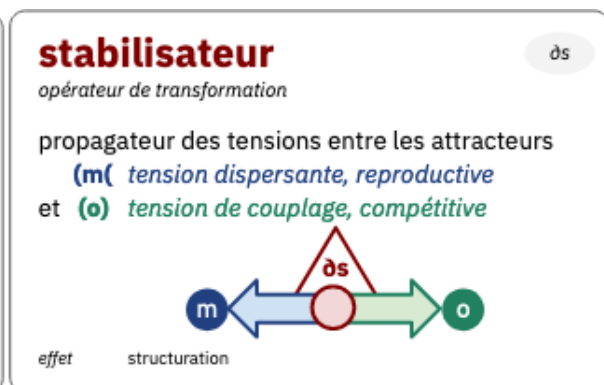 stabilisateur
∂s
opérateur de transformation
propagateur des tensions entre les attracteurs
(m( tension dispersante, reproductive
et (o) tension de couplage, compétitive
∂s
m
o
effet structuration